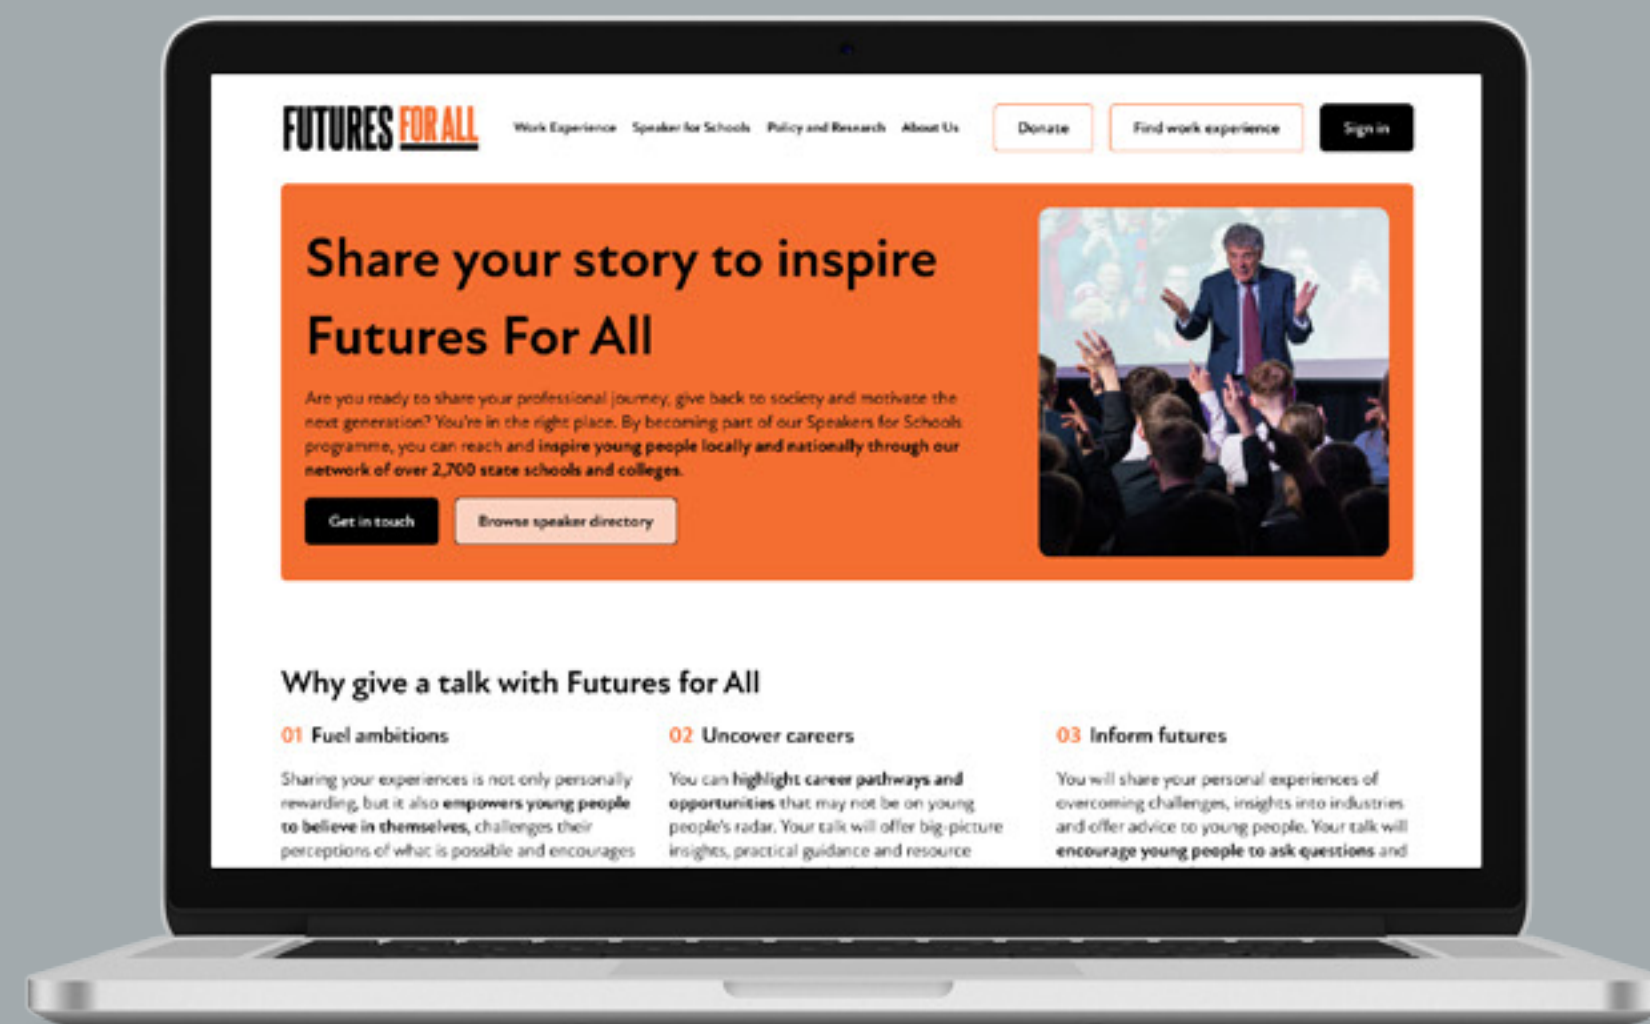 FUTURES FOR ALL
Work Experience
Speaker for Schools
Policy and Research
About Us
Donate
Find work experience
Sign in
Share your story to inspire
Futures For All
Are you ready to share your professional journey, give back to society and motivate the
next generation? You're in the right place. By becoming part of our Speakers for Schools
programme, you can reach and inspire young people locally and nationally through our
network of over 2,700 state schools and colleges.
Get in touch
Browse speaker directory
Why give a talk with Futures for All
01 Fuel ambitions
Sharing your experiences is not only personally
rewarding, but it also empowers young people
to believe in themselves, challenges their
perceptions of what is possible and encourages
02 Uncover careers
You can highlight career pathways and
opportunities that may not be on young
people's radar. Your talk will offer big-picture
insights, practical guidance and resource
03 Inform futures
You will share your personal experiences of
overcoming challenges, insights into industries
and offer advice to young people. Your talk will
encourage young people to ask questions and